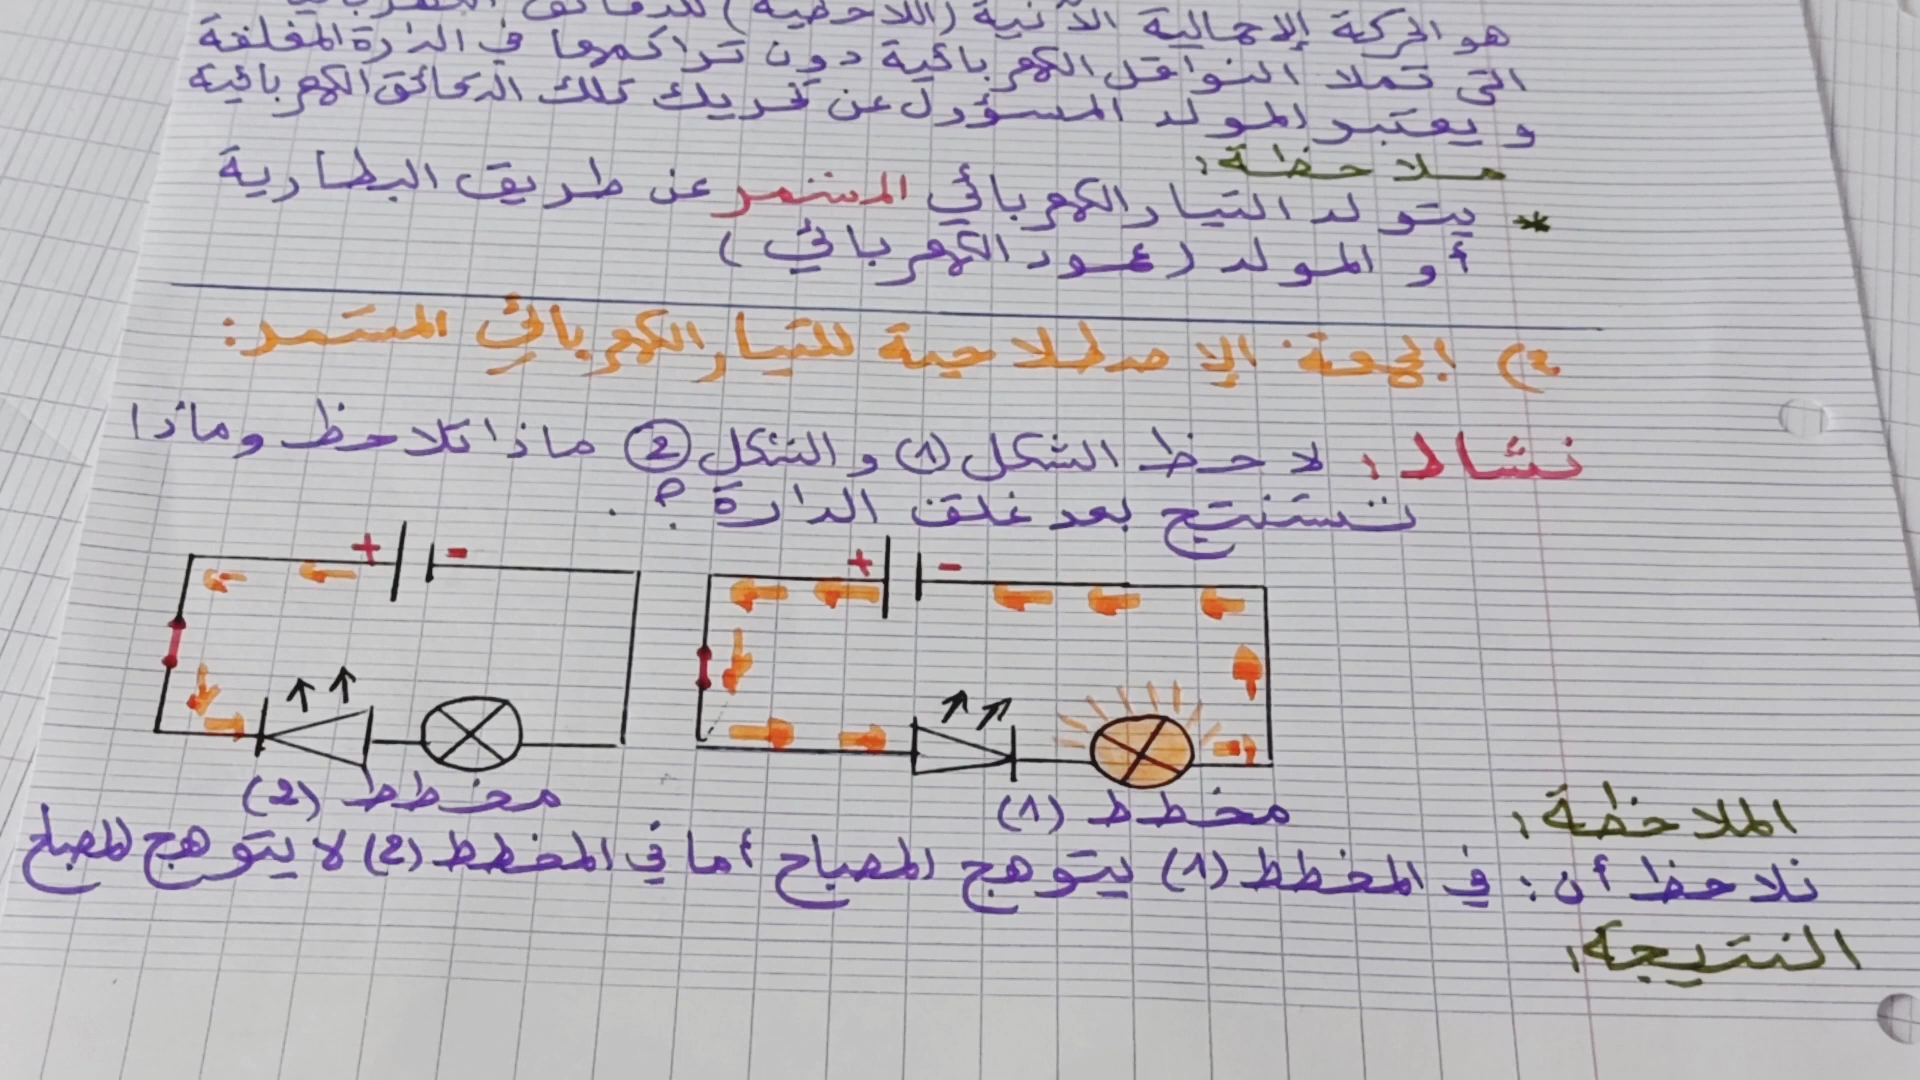 هو الحركة الإجمالية الآنية (اللاحظية) للدقائق الكهربائية
التي تملا النواقل الكهربائية دون تراكمها في الدارة المغلقة
و يعتبر المولد المسؤول عن تحريك تلك الدقائق الكهربائية
ملاحظة:
* يتولد التيار الكهربائي المستمر عن طريق البطارية
أو المولد (عمود الكهربائي)
2) الجهة الإصطلاحية للتيار الكهربائي المستمر:
نشاط: لاحظ الشكل (1) و الشكل (2) ماذا تلاحظ وماذا
تستنتج بعد غلق الدارة ؟.
+ -
+ -
مخطط (1)
مخطط (2)
الملاحظة:
نلاحظ أن: في المخطط (1) يتوهج المصباح أما في المخطط (2) لا يتوهج المصباح
النتيجة: